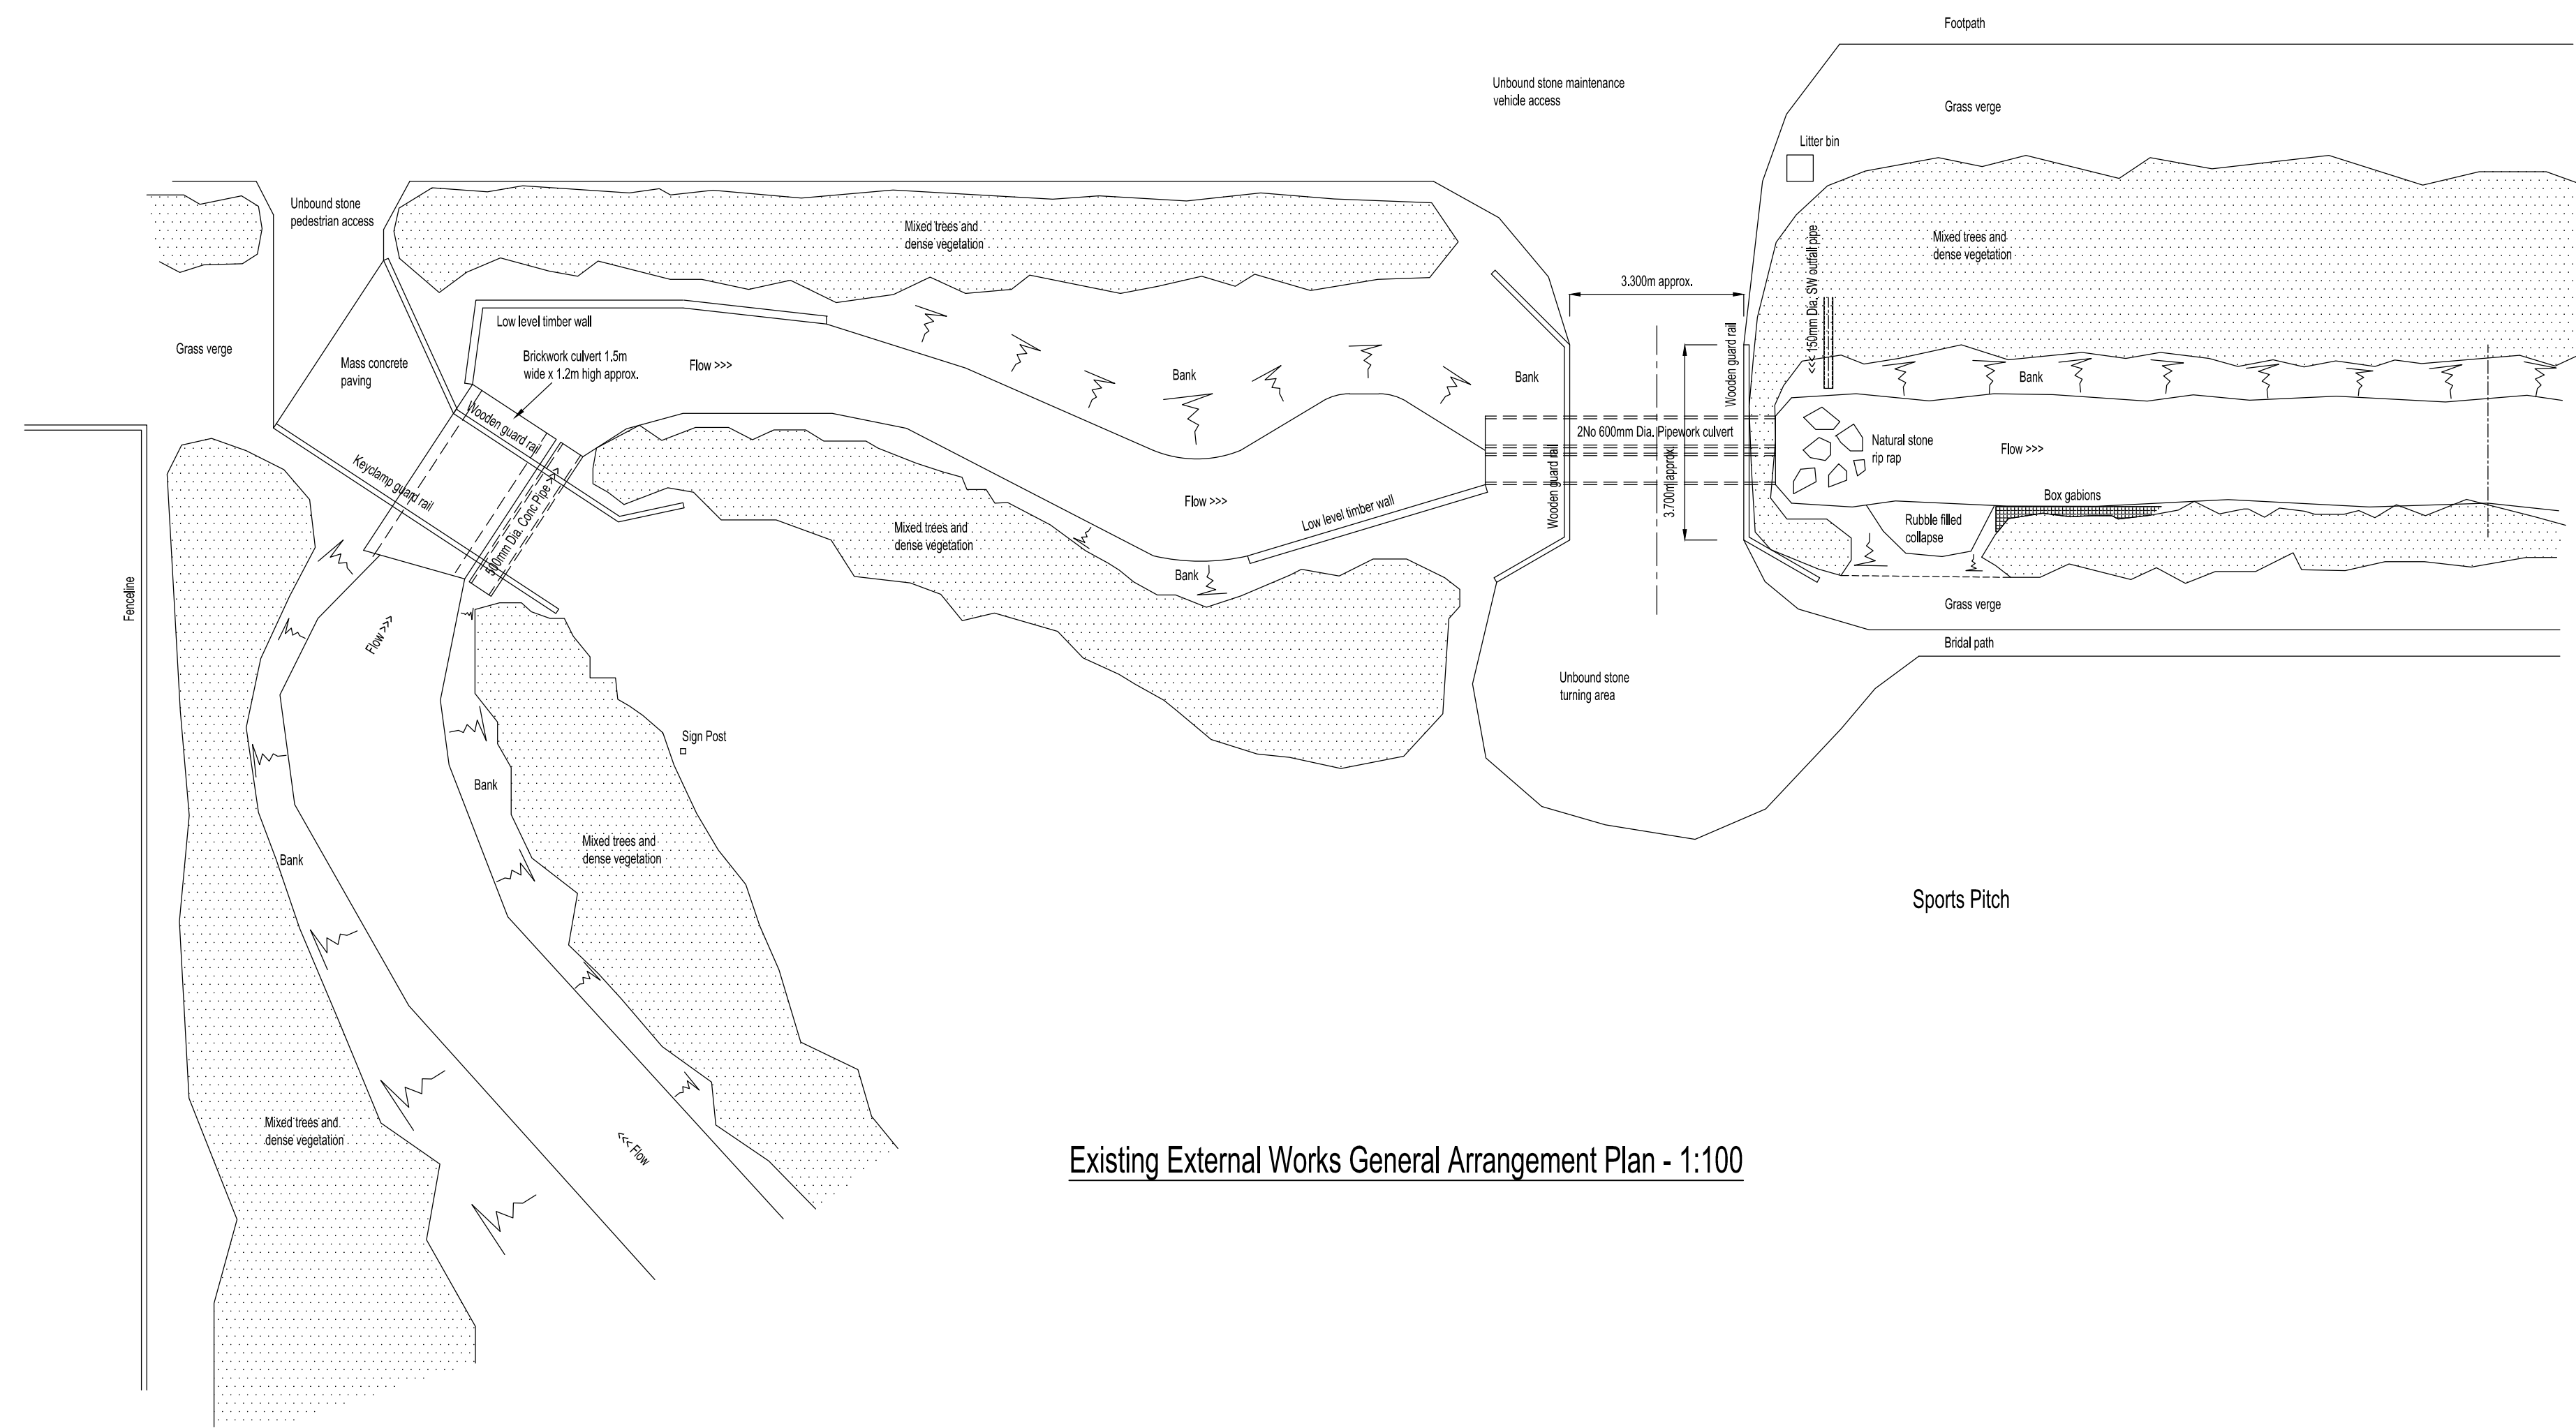 Footpath
Unbound stone maintenance
vehicle access
Grass verge
Litter bin
Unbound stone
pedestrian access
Mixed trees and
dense vegetation
Mixed trees and
dense vegetation
<< 150mm Dia. SW outfall pipe
3.300m approx.
Low level timber wall
Grass verge
Mass concrete
paving
Brickwork culvert 1.5m
wide x 1.2m high approx.
Flow >>>
Bank
Bank
Wooden guard rail
Bank
Wooden guard rail
2No 600mm Dia. Pipework culvert
Natural stone
rip rap
Flow >>>
Keyclamp guard rail
500mm Dia. Conc Pipe >>
Flow >>>
Low level timber wall
Wooden guard rail
3.700m approx.
Box gabions
Mixed trees and
dense vegetation
Rubble filled
collapse
Bank
Fenceline
Grass verge
Flow >>>
Bridal path
Unbound stone
turning area
Sign Post
Bank
Mixed trees and
dense vegetation
Bank
Sports Pitch
Mixed trees and
dense vegetation
<<< Flow
Existing External Works General Arrangement Plan - 1:100